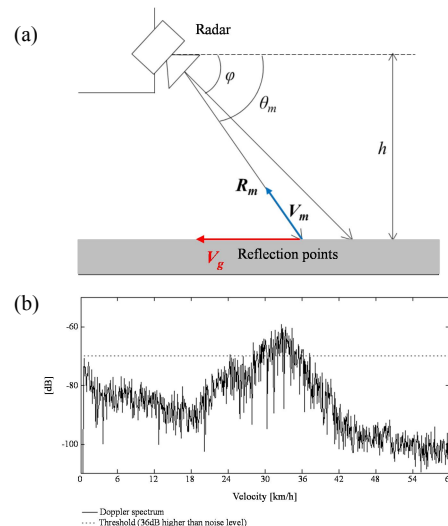 (a)
Radar
φ
θm
h
Rm
Vm
Vg
Reflection points
(b)
-60
-80
-100
[dB]
0 6 12 18 24 30 36 42 48 54 60
Velocity [km/h]
Doppler spectrum
Threshold (36dB higher than noise level)